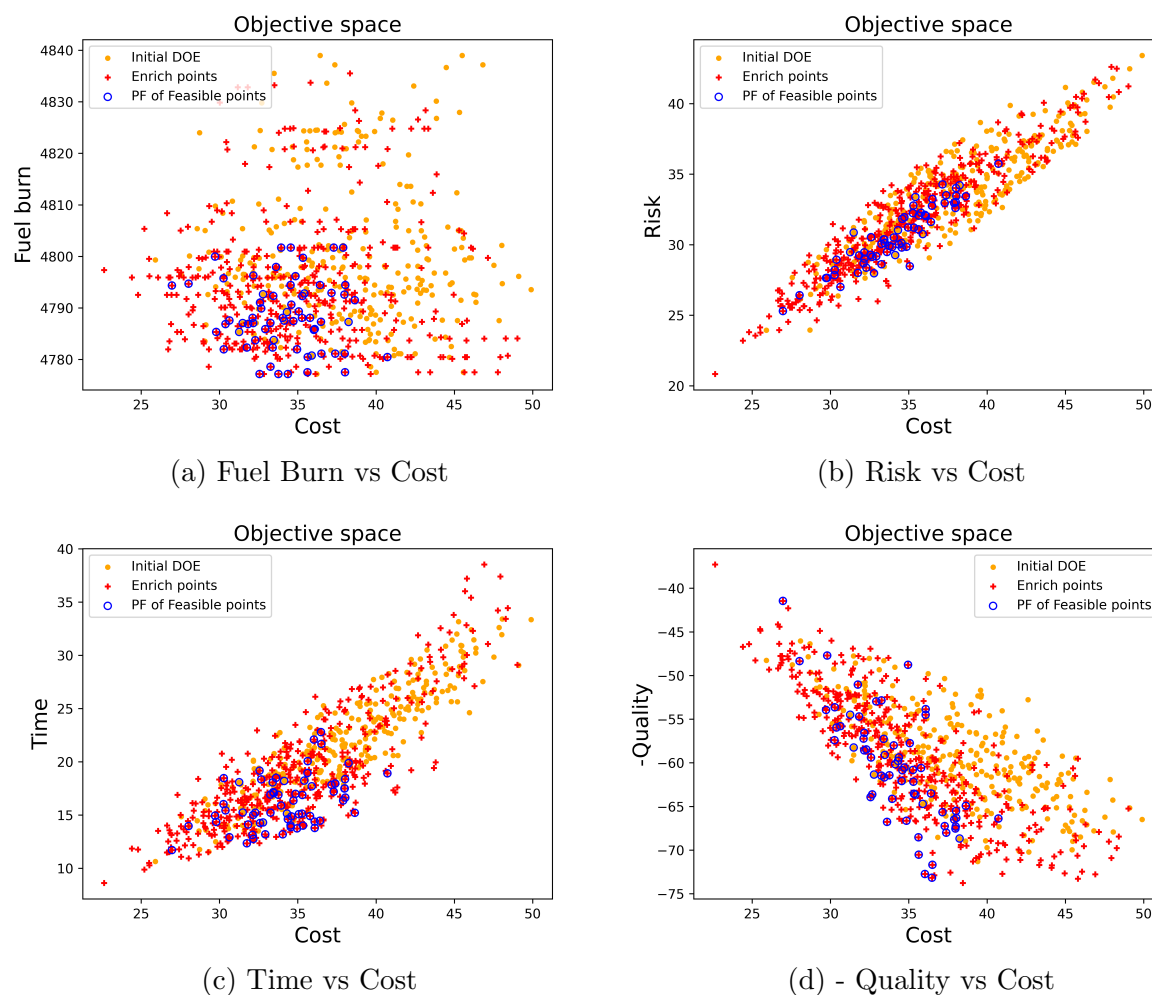 Objective space
Fuel burn
4840
4830
4820
4810
4800
4790
4780
Initial DOE
Enrich points
PF of Feasible points
25 30 35 40 45 50
Cost
(a) Fuel Burn vs Cost
Objective space
Risk
40
35
30
25
20
Initial DOE
Enrich points
PF of Feasible points
25 30 35 40 45 50
Cost
(b) Risk vs Cost
Objective space
Time
40
35
30
25
20
15
10
Initial DOE
Enrich points
PF of Feasible points
25 30 35 40 45 50
Cost
(c) Time vs Cost
Objective space
-Quality
−40
−45
−50
−55
−60
−65
−70
−75
Initial DOE
Enrich points
PF of Feasible points
25 30 35 40 45 50
Cost
(d) - Quality vs Cost